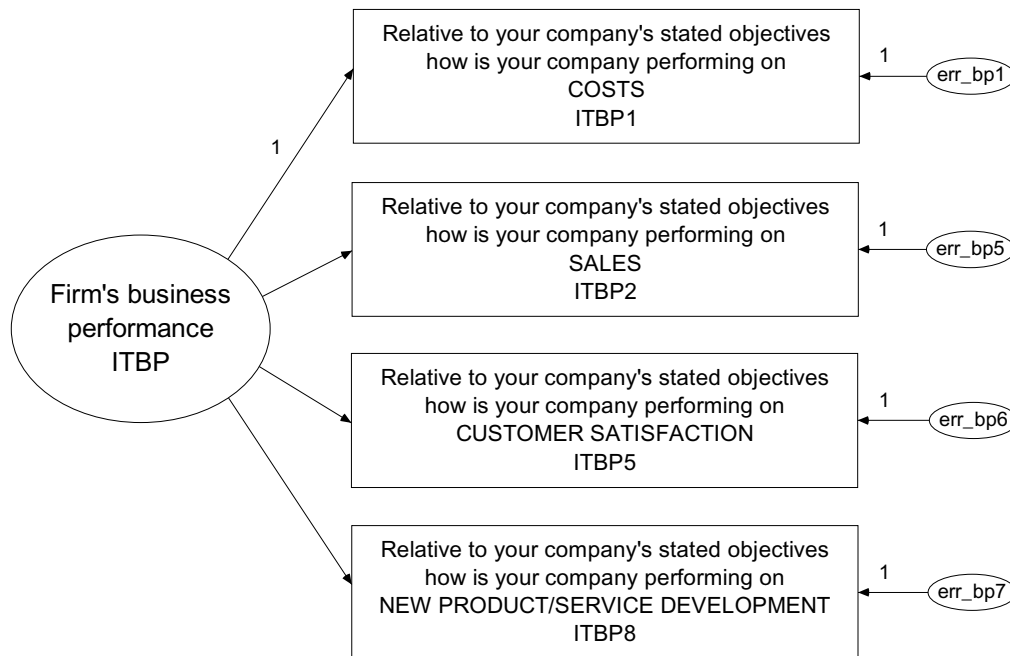 Relative to your company's stated objectives
how is your company performing on
COSTS
ITBP1
1
err_bp1
1
Relative to your company's stated objectives
how is your company performing on
SALES
ITBP2
1
err_bp5
Firm's business
performance
ITBP
Relative to your company's stated objectives
how is your company performing on
CUSTOMER SATISFACTION
ITBP5
1
err_bp6
Relative to your company's stated objectives
how is your company performing on
NEW PRODUCT/SERVICE DEVELOPMENT
ITBP8
1
err_bp7